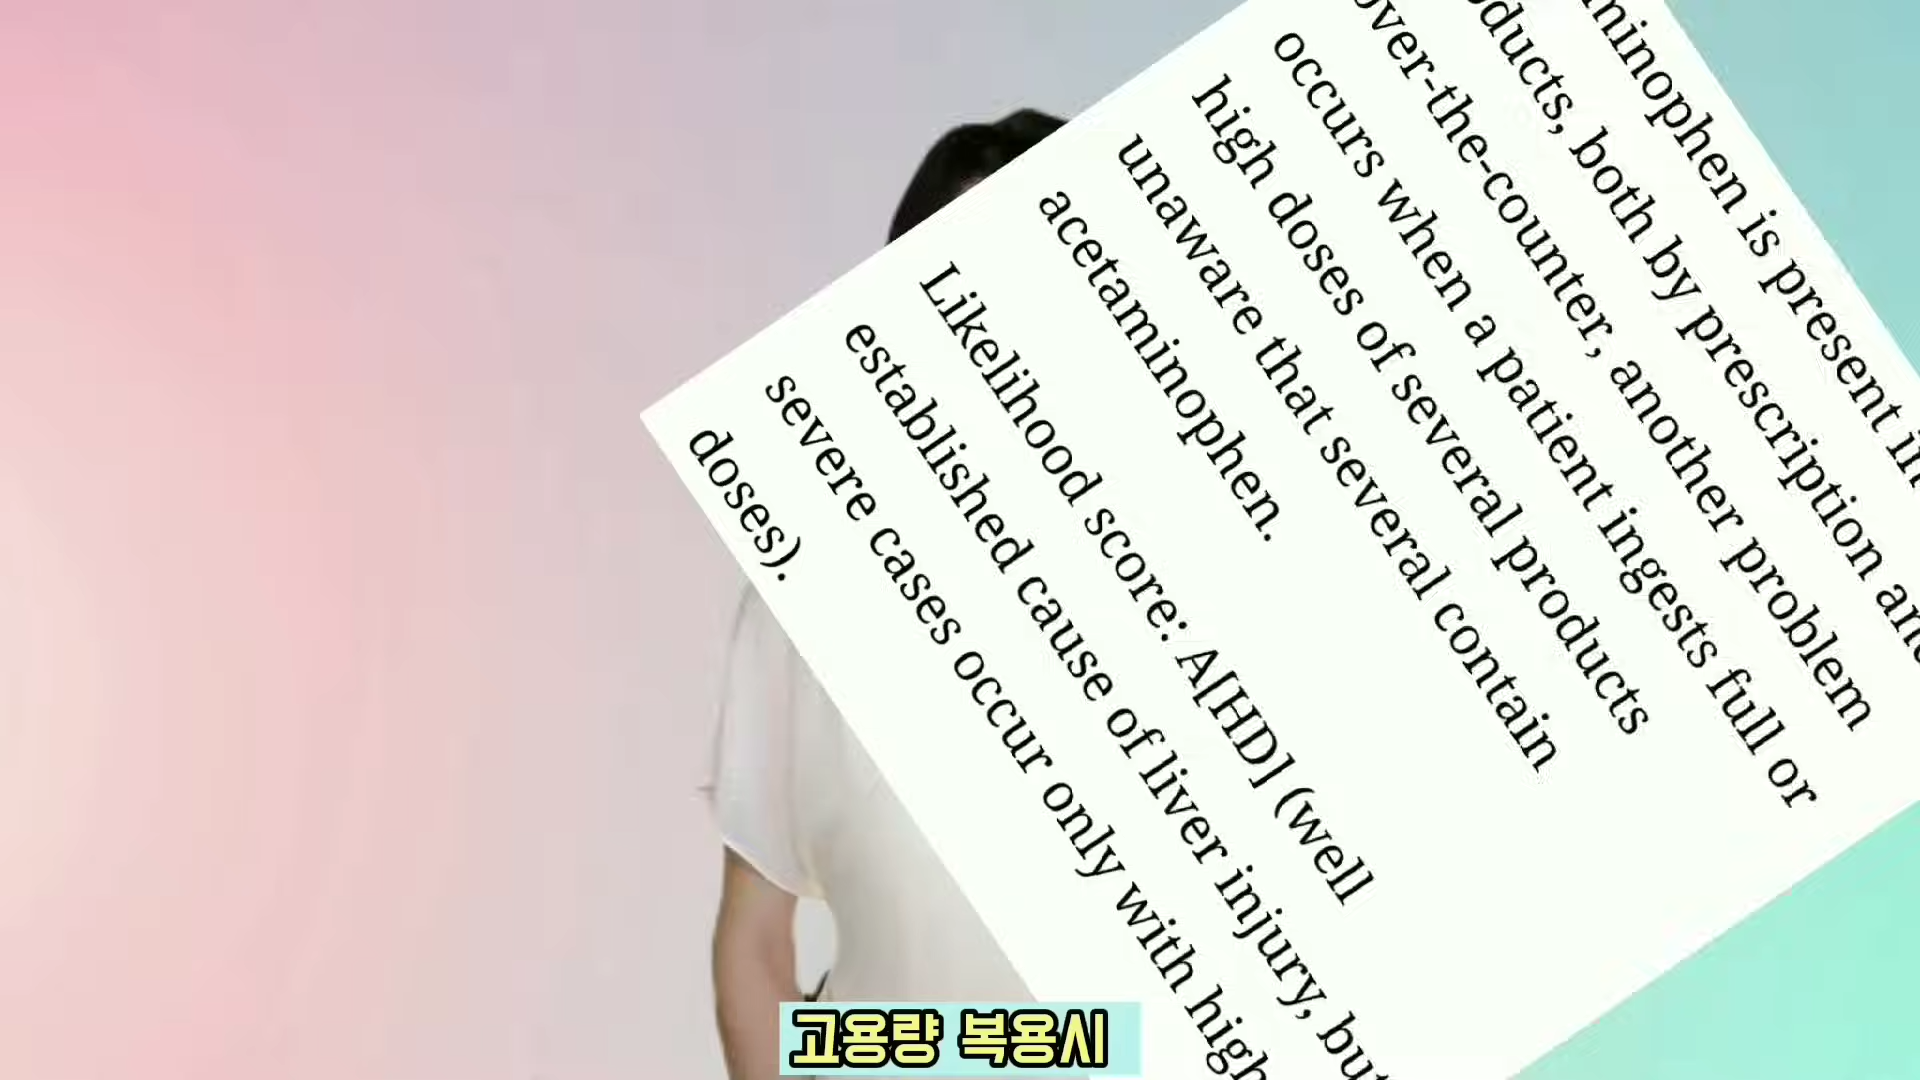 minophen is present in
ducts, both by prescription and
over-the-counter, another problem
occurs when a patient ingests full or
high doses of several products
unaware that several contain
acetaminophen.
Likelihood score: A[HD] (well
established cause of liver injury, but
severe cases occur only with high
doses).
고용량 복용시